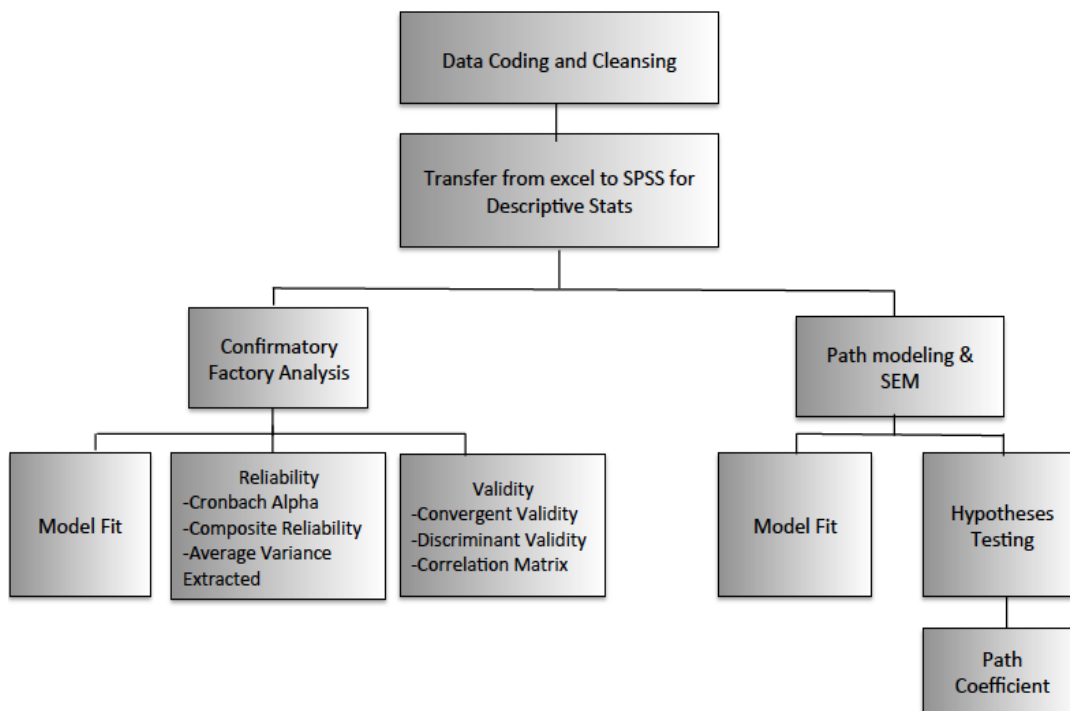 Data Coding and Cleansing
Transfer from excel to SPSS for
Descriptive Stats
Confirmatory
Factory Analysis
Path modeling &
SEM
Model Fit
Reliability
-Cronbach Alpha
-Composite Reliability
-Average Variance
Extracted
Validity
-Convergent Validity
-Discriminant Validity
-Correlation Matrix
Model Fit
Hypotheses
Testing
Path
Coefficient